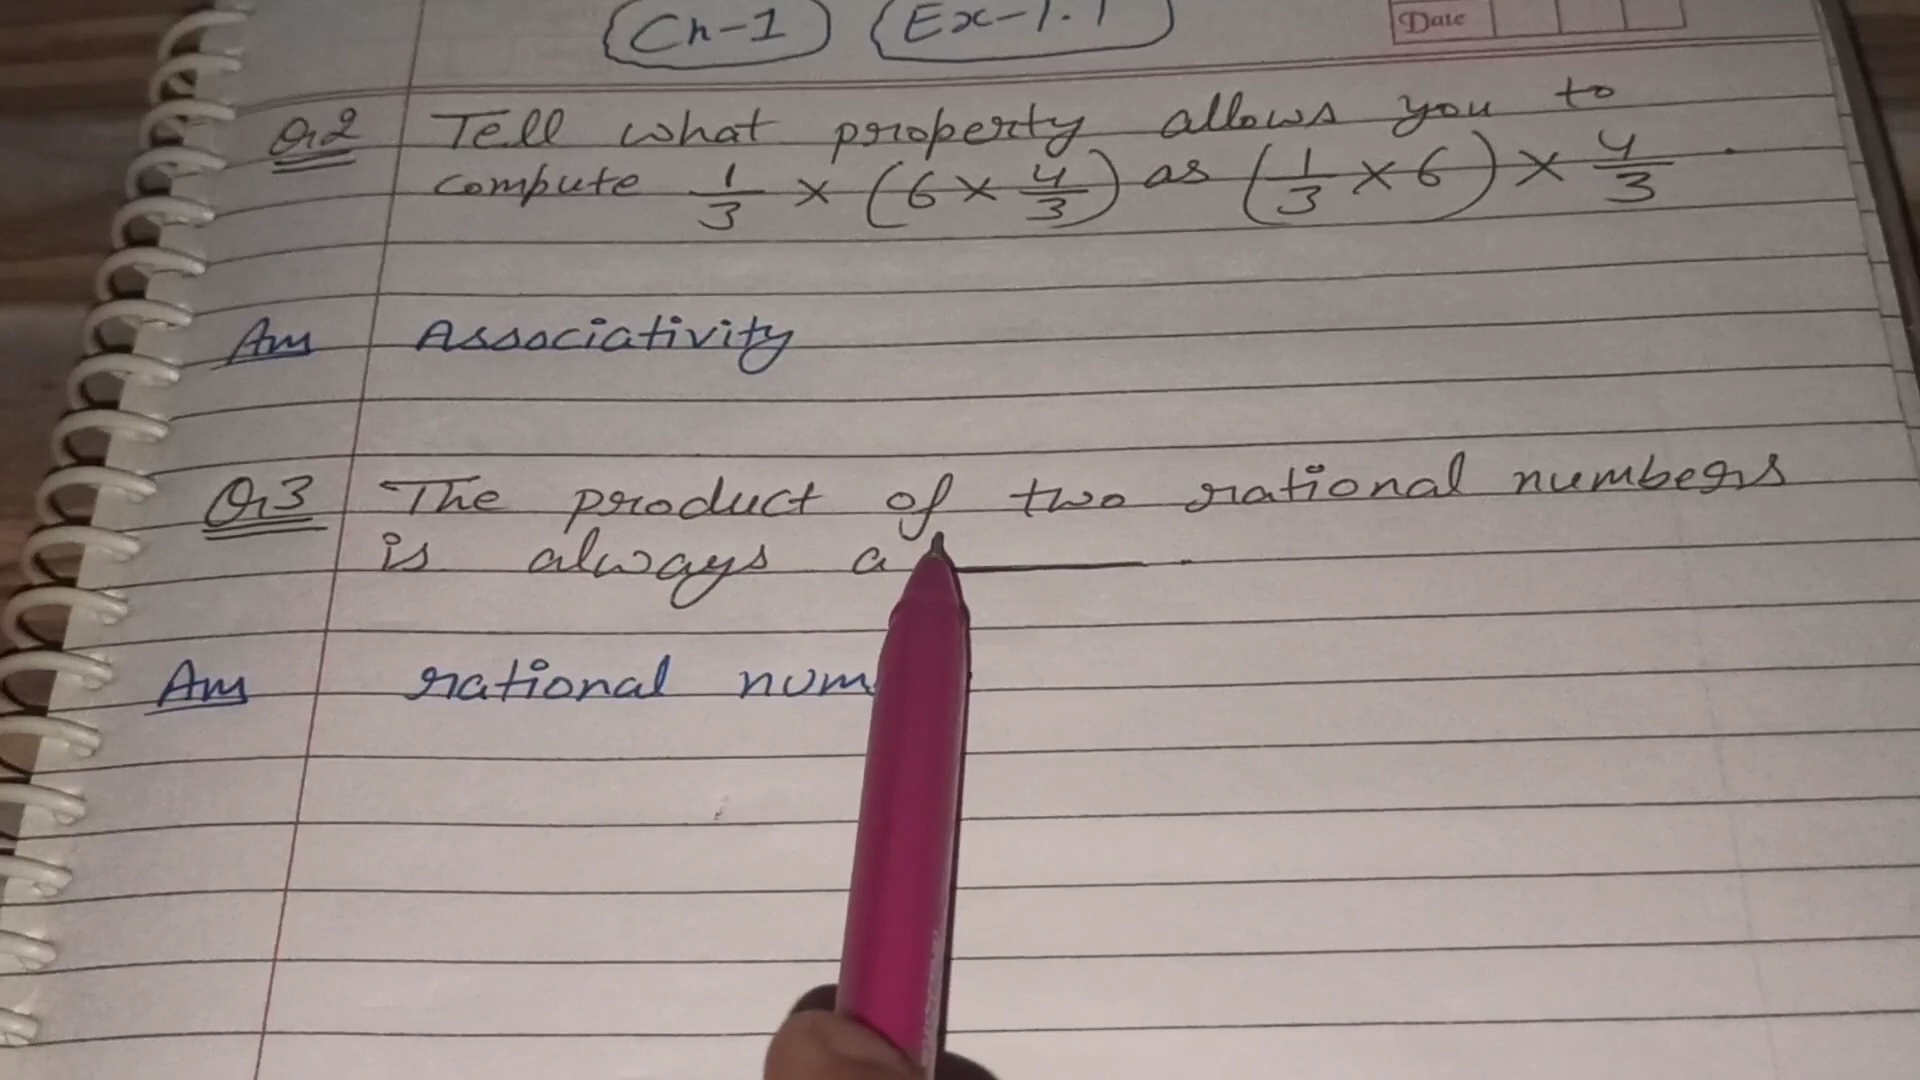 Ch-1 Ex-1.1
Date
Q.2 Tell what property allows you to
compute 1/3 × (6 × 4/3) as (1/3 × 6) × 4/3 .
Ans Associativity
Q.3 The product of two rational numbers
is always a ______ .
Ans rational num